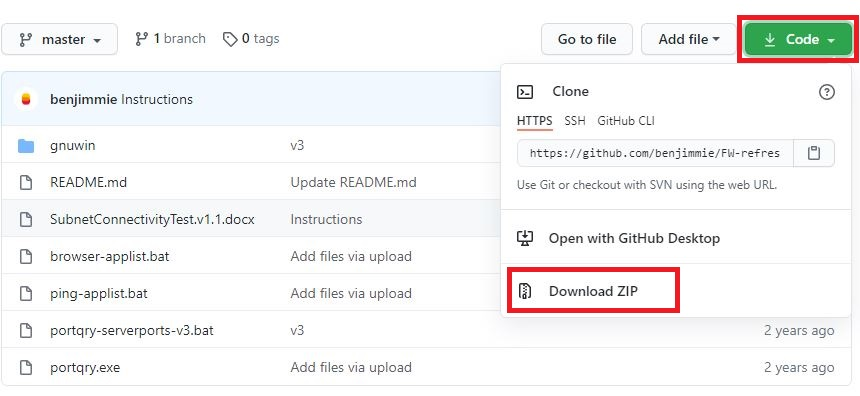 master 1 branch 0 tags Go to file Add file Code
benjimmie Instructions
Clone
HTTPS SSH GitHub CLI
gnuwin v3
https://github.com/benjimmie/FW-refres
README.md Update README.md
Use Git or checkout with SVN using the web URL.
SubnetConnectivityTest.v1.1.docx Instructions
Open with GitHub Desktop
browser-applist.bat Add files via upload
ping-applist.bat Add files via upload
Download ZIP
portqry-serverports-v3.bat v3 2 years ago
portqry.exe Add files via upload 2 years ago